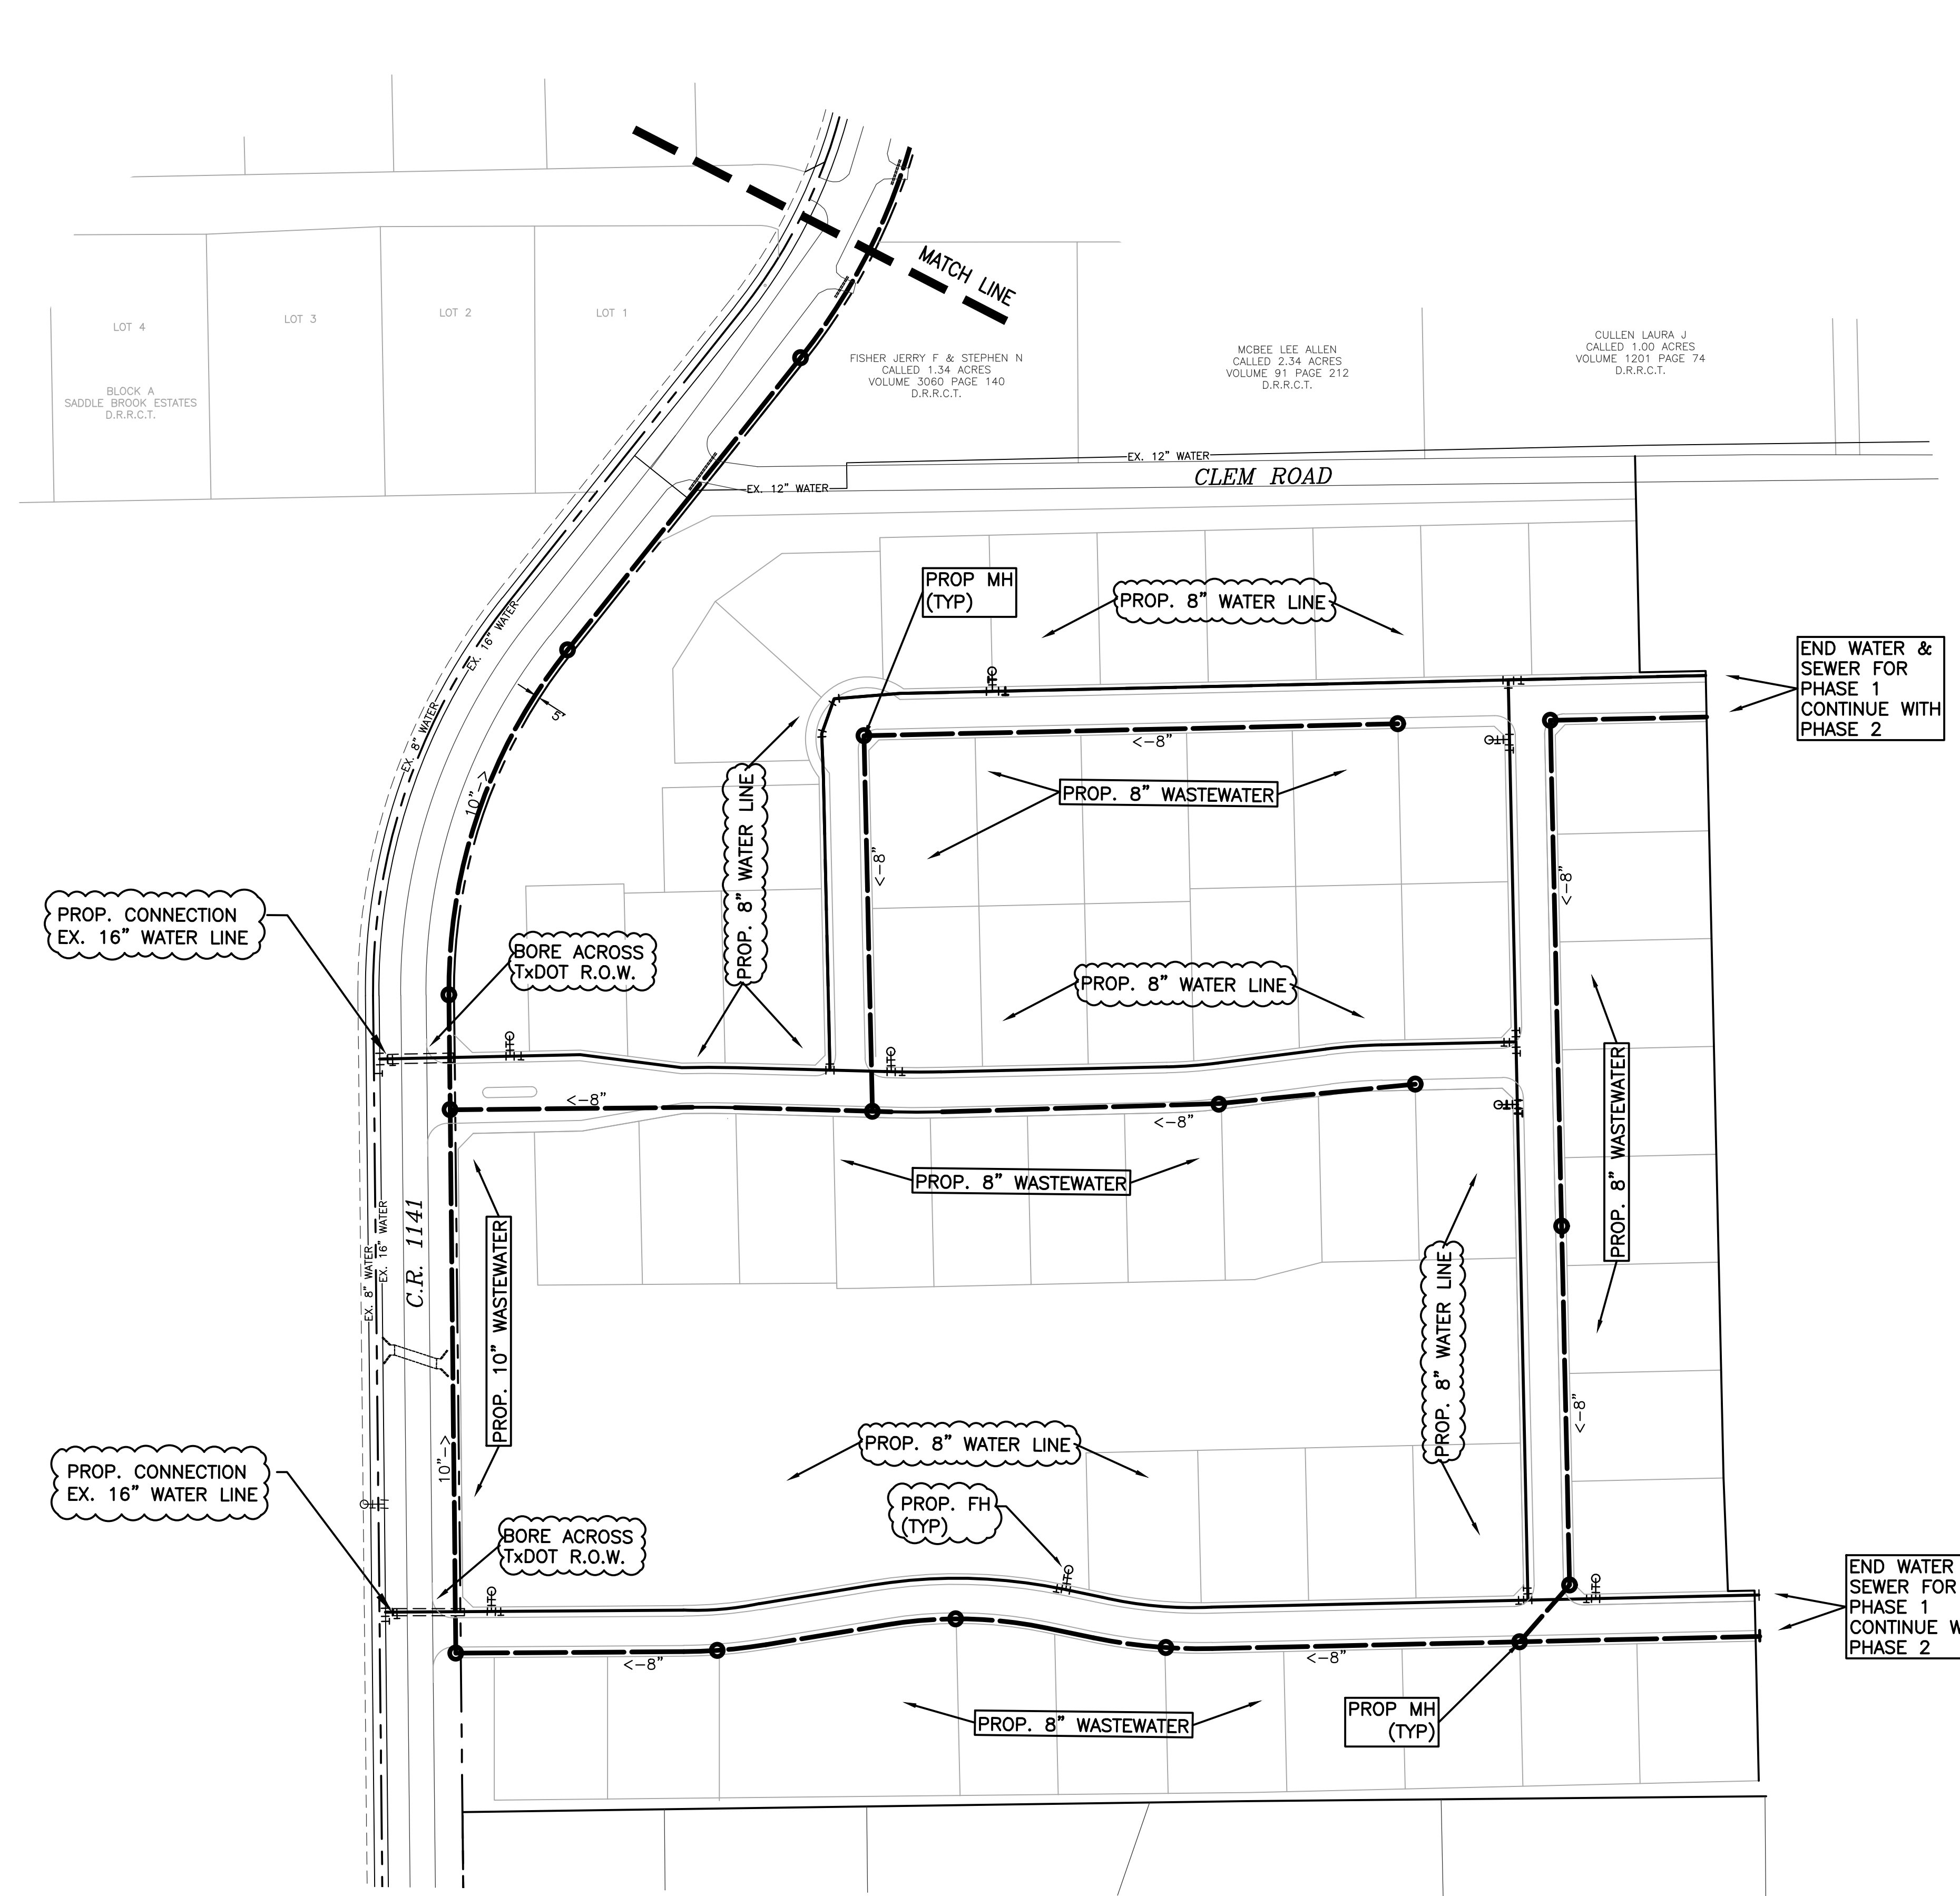 MATCH LINE
LOT 4
LOT 3
LOT 2
LOT 1
BLOCK A
SADDLE BROOK ESTATES
D.R.R.C.T.
FISHER JERRY F & STEPHEN N
CALLED 1.34 ACRES
VOLUME 3060 PAGE 140
D.R.R.C.T.
MCBEE LEE ALLEN
CALLED 2.34 ACRES
VOLUME 91 PAGE 212
D.R.R.C.T.
CULLEN LAURA J
CALLED 1.00 ACRES
VOLUME 1201 PAGE 74
D.R.R.C.T.
EX. 12" WATER
CLEM ROAD
EX. 12" WATER
PROP MH
(TYP)
PROP. 8" WATER LINE
EX. 16" WATER
END WATER &
SEWER FOR
PHASE 1
CONTINUE WITH
PHASE 2
5'
EX. 8" WATER
<-8"
10"->
PROP. 8" WASTEWATER
PROP. 8" WATER LINE
<-8"
<-8"
PROP. CONNECTION
EX. 16" WATER LINE
BORE ACROSS
TxDOT R.O.W.
PROP. 8" WATER LINE
<-8"
<-8"
PROP. 8" WASTEWATER
PROP. 8" WASTEWATER
EX. 8" WATER
EX. 16" WATER
C.R. 1141
PROP. 10" WASTEWATER
PROP. 8" WATER LINE
<-8"
10"->
PROP. 8" WATER LINE
PROP. CONNECTION
EX. 16" WATER LINE
PROP. FH
(TYP)
BORE ACROSS
TxDOT R.O.W.
END WATER
SEWER FOR
PHASE 1
CONTINUE W
PHASE 2
<-8"
<-8"
PROP. 8" WASTEWATER
PROP MH
(TYP)